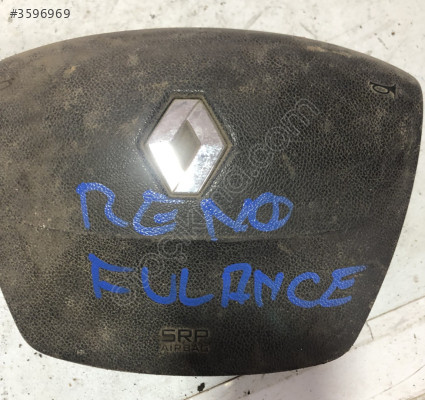 #3596969
RENO
FULANCE
SRP
AIRBAG